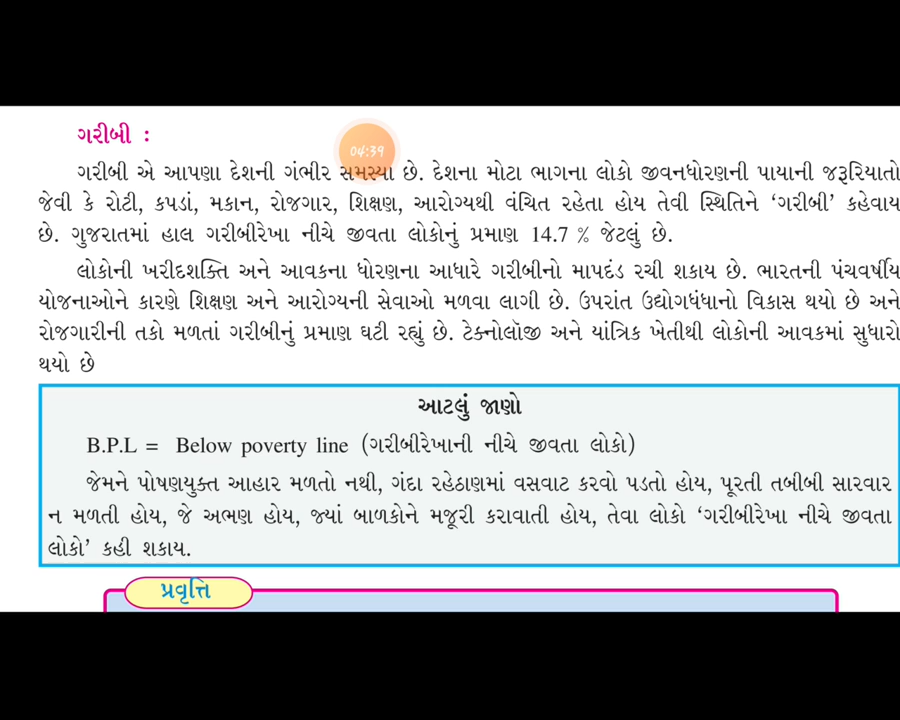 ગરીબી :
04:39
ગરીબી એ આપણા દેશની ગંભીર સમસ્યા છે. દેશના મોટા ભાગના લોકો જીવનધોરણની પાયાની જરૂરિયાતો
જેવી કે રોટી, કપડાં, મકાન, રોજગાર, શિક્ષણ, આરોગ્યથી વંચિત રહેતા હોય તેવી સ્થિતિને ‘ગરીબી’ કહેવાય
છે. ગુજરાતમાં હાલ ગરીબીરેખા નીચે જીવતા લોકોનું પ્રમાણ 14.7 % જેટલું છે.
લોકોની ખરીદશક્તિ અને આવકના ધોરણના આધારે ગરીબીનો માપદંડ રચી શકાય છે. ભારતની પંચવર્ષીય
યોજનાઓને કારણે શિક્ષણ અને આરોગ્યની સેવાઓ મળવા લાગી છે. ઉપરાંત ઉદ્યોગધંધાનો વિકાસ થયો છે અને
રોજગારીની તકો મળતાં ગરીબીનું પ્રમાણ ઘટી રહ્યું છે. ટેક્નોલૉજી અને યાંત્રિક ખેતીથી લોકોની આવકમાં સુધારો
થયો છે
આટલું જાણો
B.P.L = Below poverty line (ગરીબીરેખાની નીચે જીવતા લોકો)
જેમને પોષણયુક્ત આહાર મળતો નથી, ગંદા રહેઠાણમાં વસવાટ કરવો પડતો હોય, પૂરતી તબીબી સારવાર
ન મળતી હોય, જે અભણ હોય, જ્યાં બાળકોને મજૂરી કરાવાતી હોય, તેવા લોકો ‘ગરીબીરેખા નીચે જીવતા
લોકો’ કહી શકાય.
પ્રવૃત્તિ